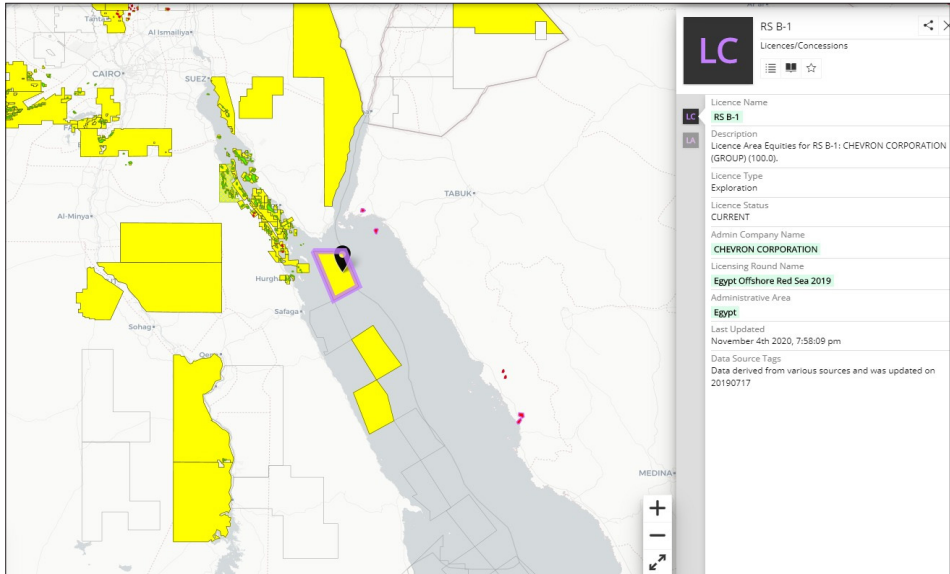 Tanta
Al Ismailiya
CAIRO
SUEZ
TABUK
Al-Minya
Safaga
Sohag
MEDINA
+
−
LC
RS B-1
Licences/Concessions
LC
LA
Licence Name
RS B-1
Description
Licence Area Equities for RS B-1: CHEVRON CORPORATION
(GROUP) (100.0).
Licence Type
Exploration
Licence Status
CURRENT
Admin Company Name
CHEVRON CORPORATION
Licensing Round Name
Egypt Offshore Red Sea 2019
Administrative Area
Egypt
Last Updated
November 4th 2020, 7:58:09 pm
Data Source Tags
Data derived from various sources and was updated on
20190717